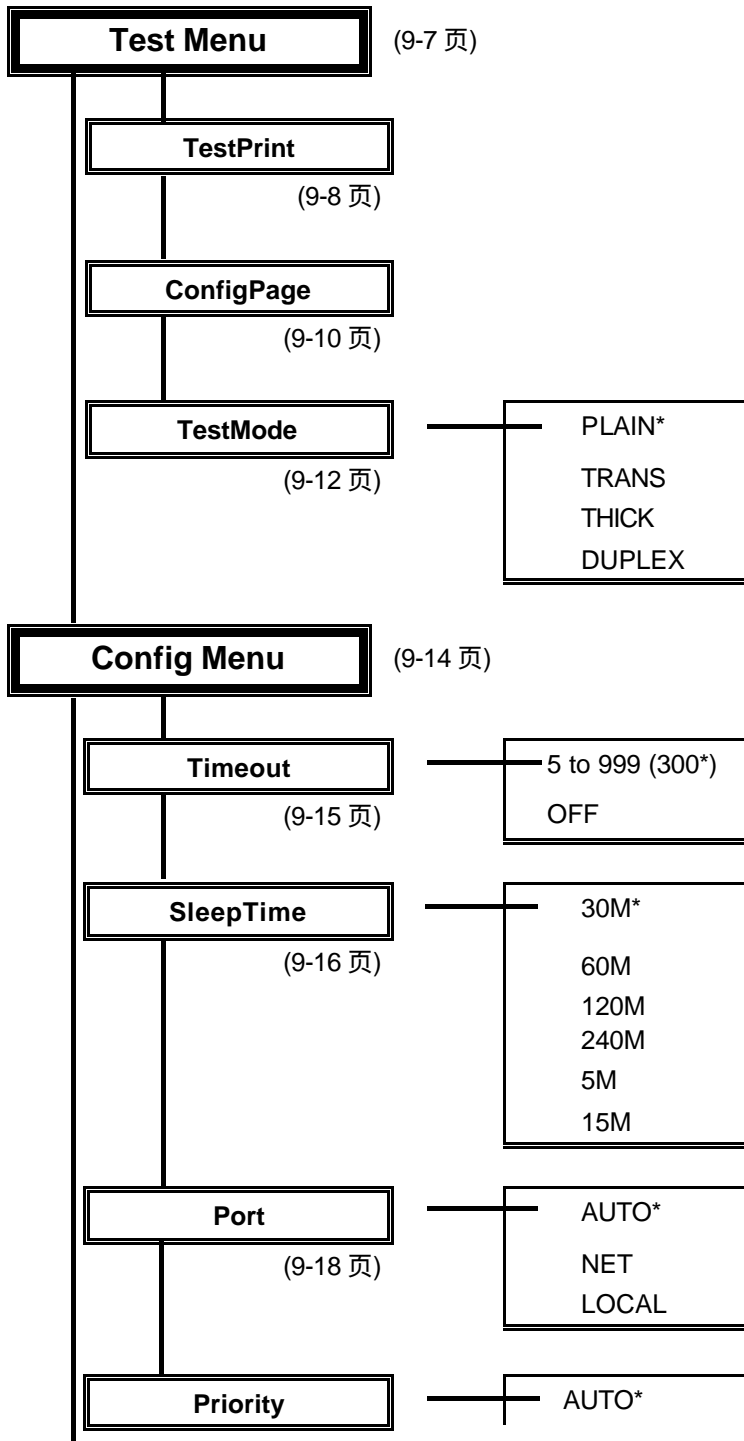 Test Menu (9-7 页)
TestPrint
(9-8 页)
ConfigPage
(9-10 页)
TestMode
(9-12 页)
PLAIN*
TRANS
THICK
DUPLEX
Config Menu (9-14 页)
Timeout
(9-15 页)
5 to 999 (300*)
OFF
SleepTime
(9-16 页)
30M*
60M
120M
240M
5M
15M
Port
(9-18 页)
AUTO*
NET
LOCAL
Priority
AUTO*